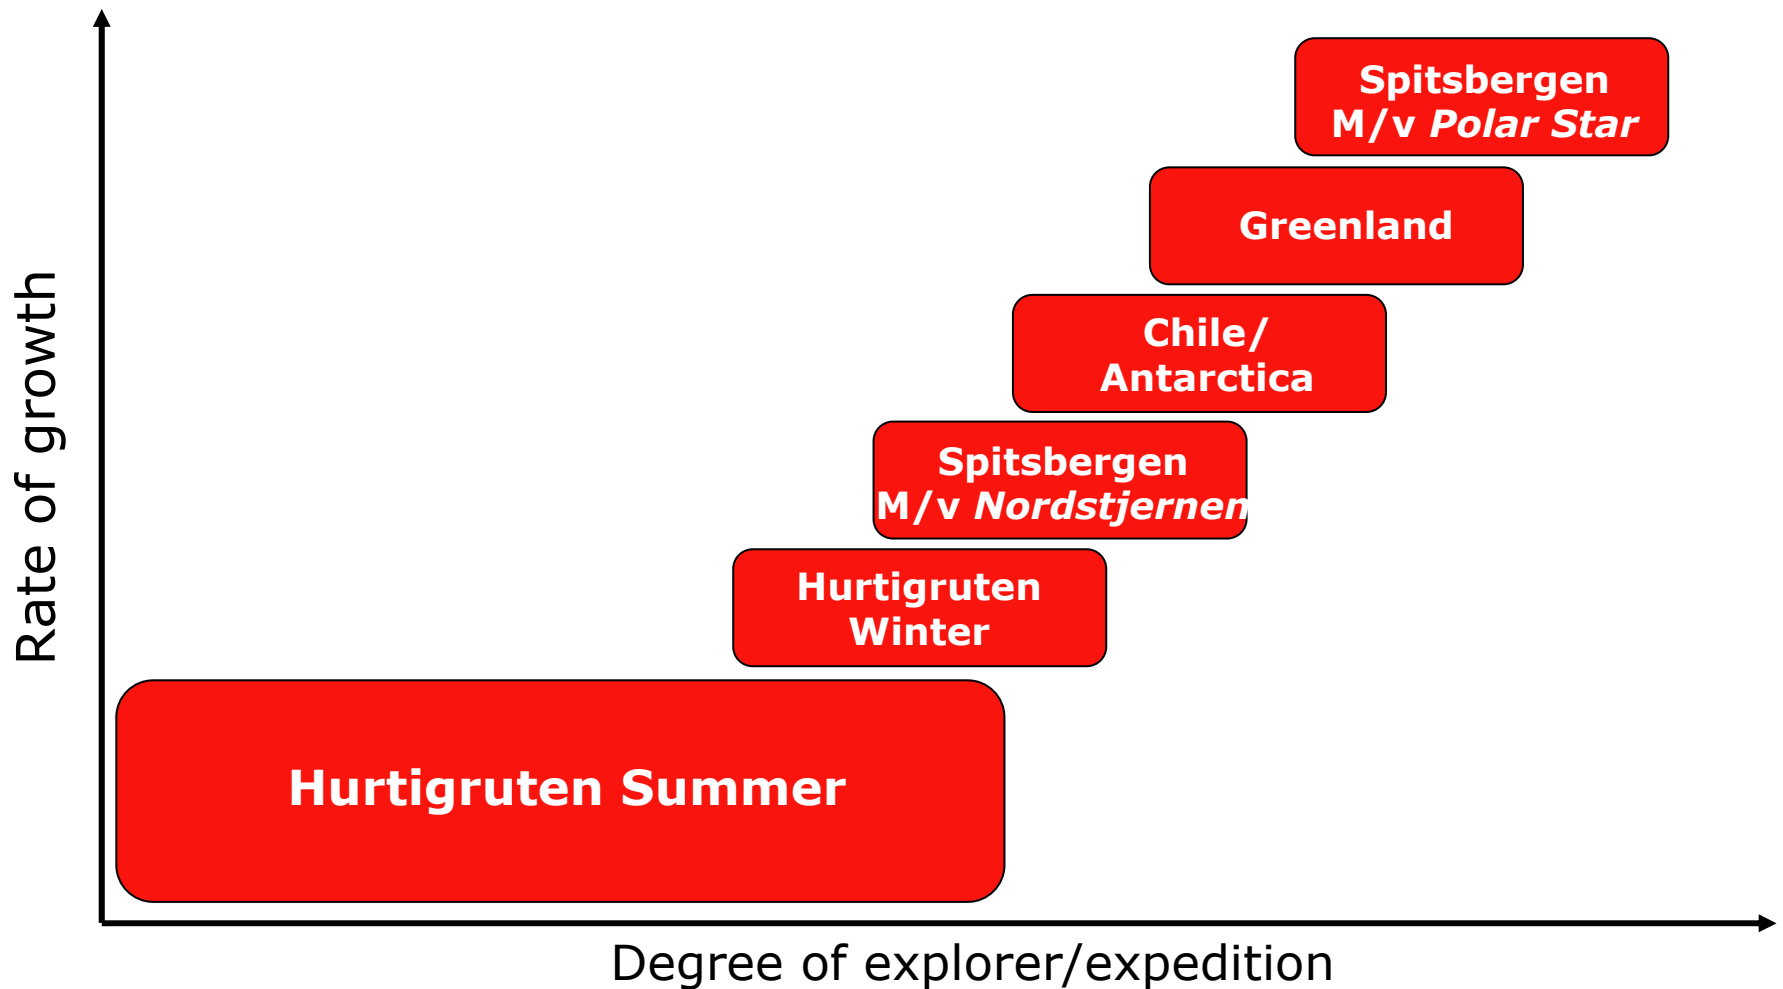 Rate of growth
Spitsbergen
M/v Polar Star
Greenland
Chile/
Antarctica
Spitsbergen
M/v Nordstjernen
Hurtigruten
Winter
Hurtigruten Summer
Degree of explorer/expedition